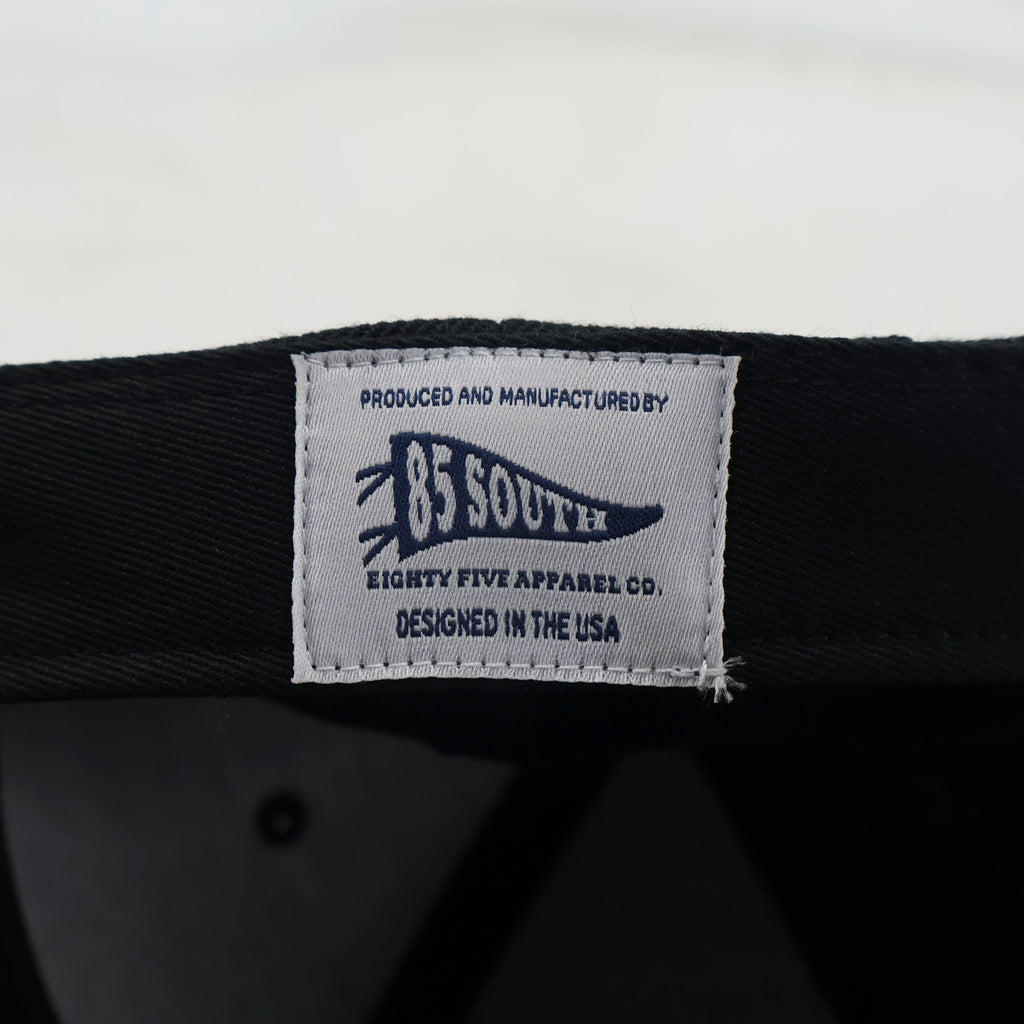 PRODUCED AND MANUFACTURED BY
85 SOUTH
EIGHTY FIVE APPAREL CO.
DESIGNED IN THE USA